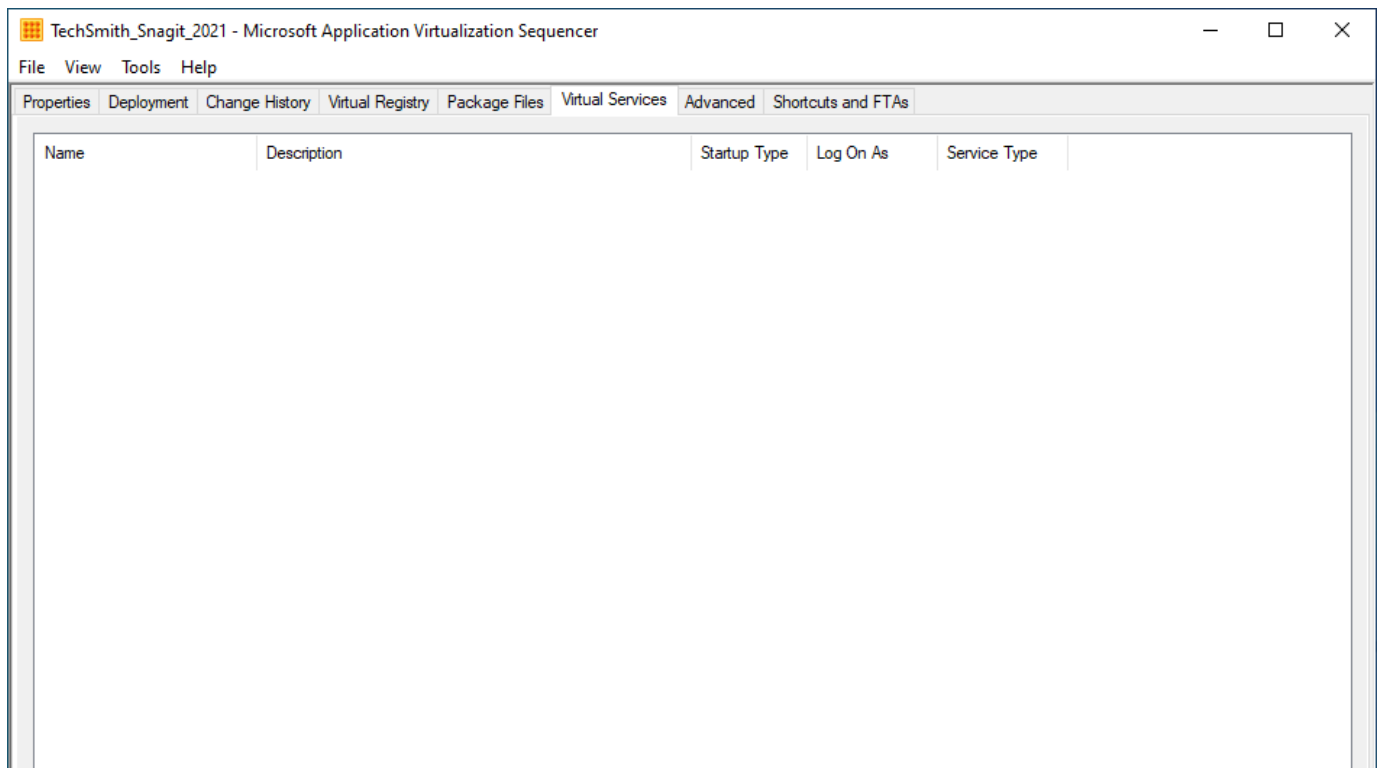 TechSmith_Snagit_2021 - Microsoft Application Virtualization Sequencer
File View Tools Help
Properties Deployment Change History Virtual Registry Package Files Virtual Services Advanced Shortcuts and FTAs
Name Description Startup Type Log On As Service Type